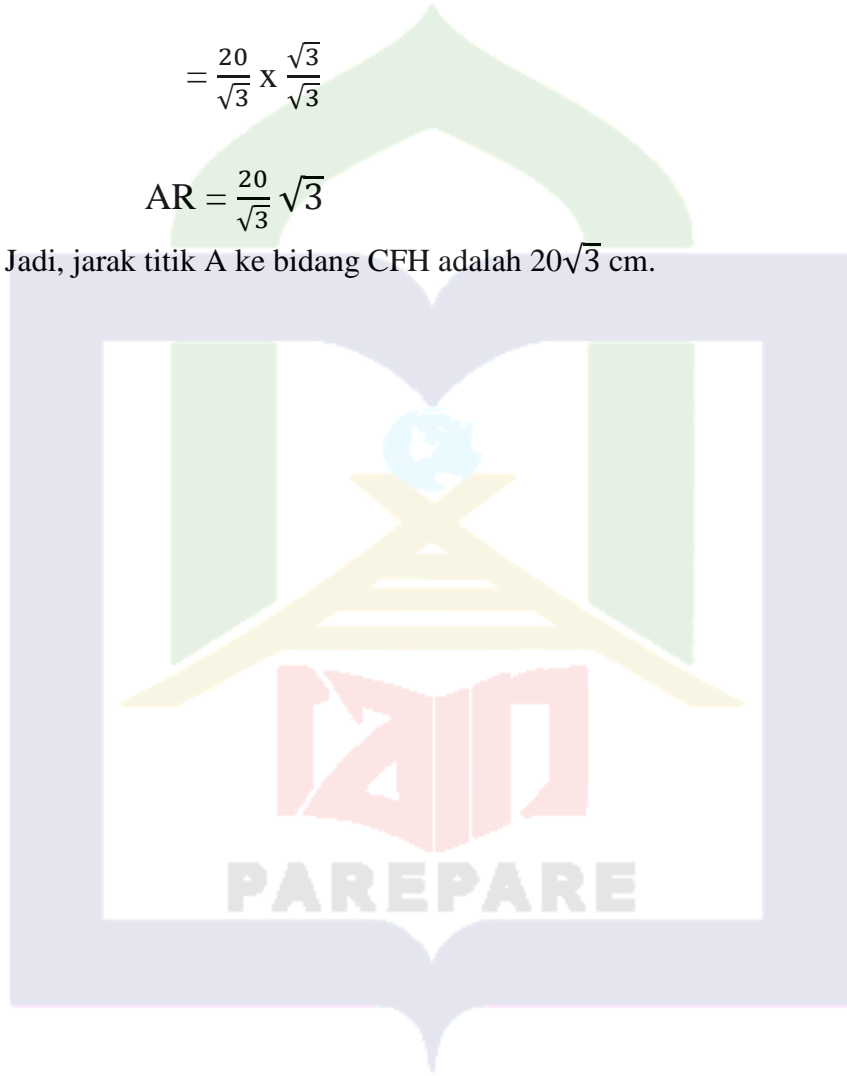 = 20/√3 x √3/√3
AR = 20/√3 √3
Jadi, jarak titik A ke bidang CFH adalah 20√3 cm.
iain
PAREPARE